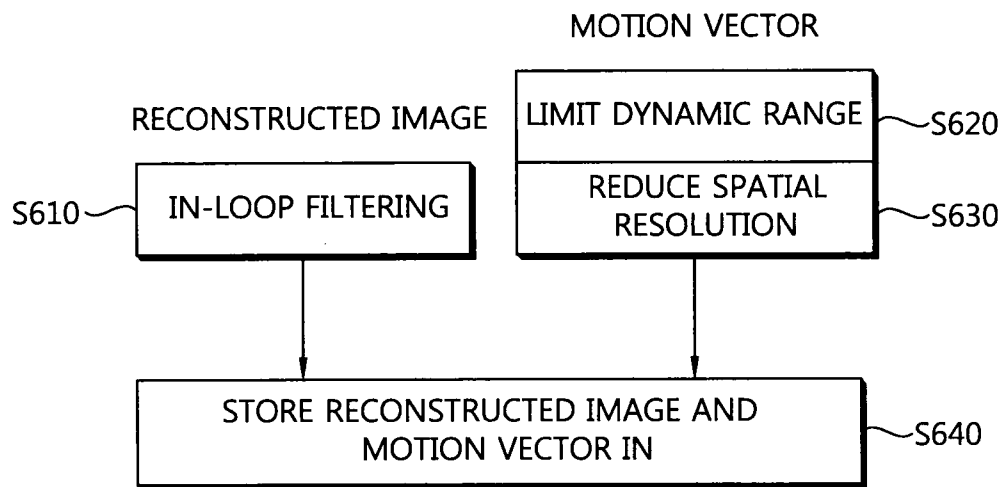 MOTION VECTOR
LIMIT DYNAMIC RANGE
S620
RECONSTRUCTED IMAGE
S610
IN-LOOP FILTERING
REDUCE SPATIAL
RESOLUTION
S630
STORE RECONSTRUCTED IMAGE AND
MOTION VECTOR IN
S640